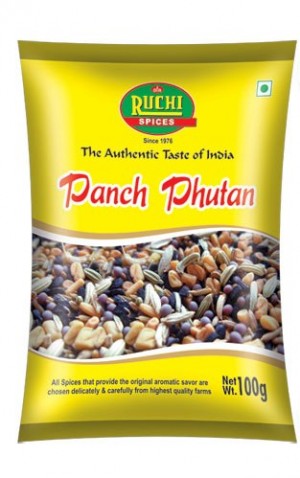 RUCHI
SPICES
Since 1976
The Authentic Taste of India
Panch Phutan
All Spices that provide the original aromatic savor are
chosen delicately & carefully from highest quality farms
Net
Wt. 100g